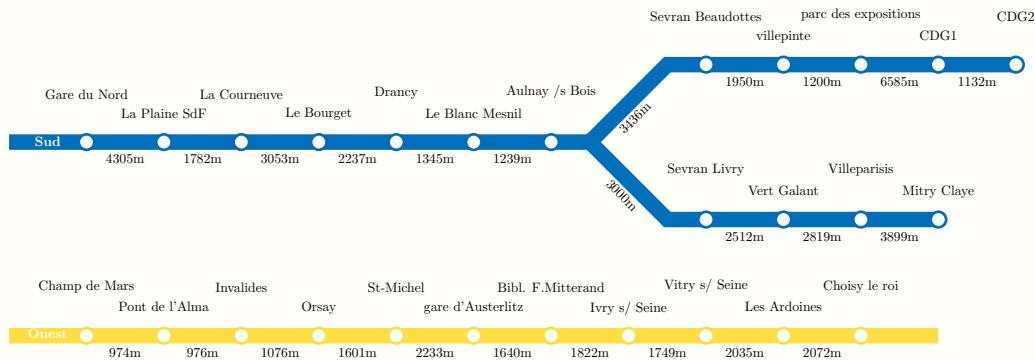 Sevran Beaudottes
parc des expositions
CDG2
villepinte
CDG1
1950m
1200m
6585m
1132m
Gare du Nord
La Courneuve
Drancy
Aulnay /s Bois
La Plaine SdF
Le Bourget
Le Blanc Mesnil
3436m
Sud
4305m
1782m
3053m
2237m
1345m
1239m
3000m
Sevran Livry
Villeparisis
Vert Galant
Mitry Claye
2512m
2819m
3899m
Champ de Mars
Invalides
St-Michel
Bibl. F.Mitterand
Vitry s/ Seine
Choisy le roi
Pont de l'Alma
Orsay
gare d'Austerlitz
Ivry s/ Seine
Les Ardoines
Ouest
974m
976m
1076m
1601m
2233m
1640m
1822m
1749m
2035m
2072m